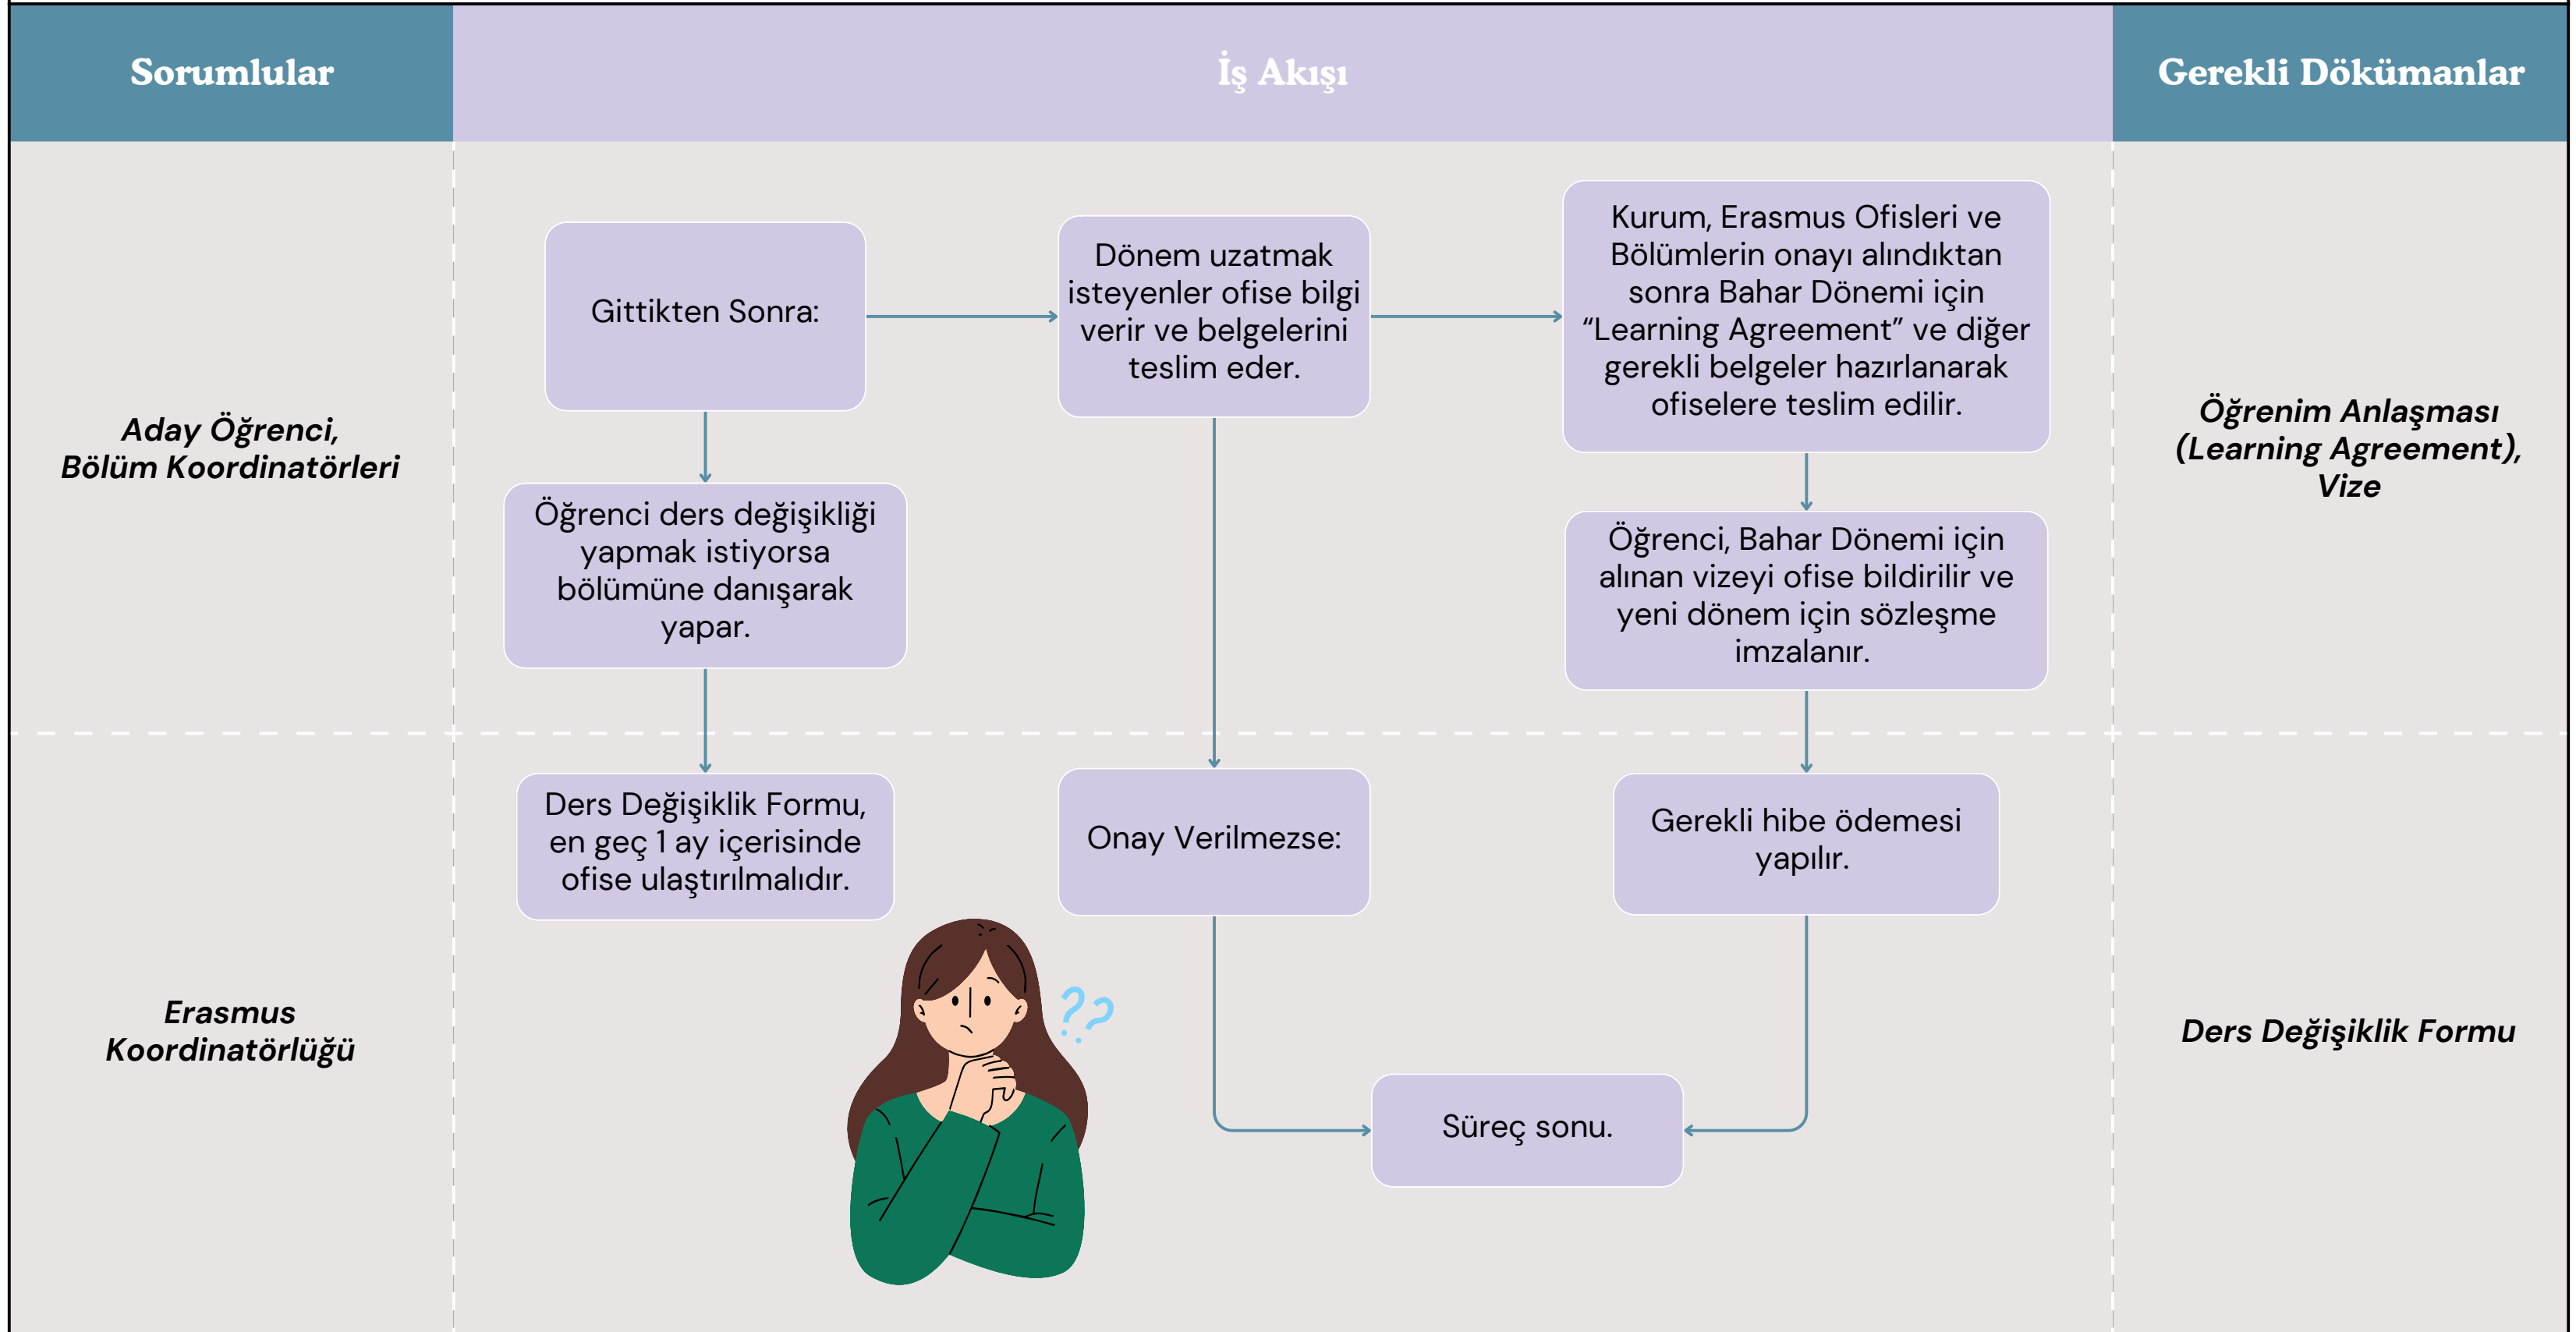 Sorumlular
İş Akışı
Gerekli Dökümanlar
Aday Öğrenci,
Bölüm Koordinatörleri
Gittikten Sonra:
Dönem uzatmak
isteyenler ofise bilgi
verir ve belgelerini
teslim eder.
Kurum, Erasmus Ofisleri ve
Bölümlerin onayı alındıktan
sonra Bahar Dönemi için
“Learning Agreement” ve diğer
gerekli belgeler hazırlanarak
ofiselere teslim edilir.
Öğrenci ders değişikliği
yapmak istiyorsa
bölümüne danışarak
yapar.
Öğrenci, Bahar Dönemi için
alınan vizeyi ofise bildirilir ve
yeni dönem için sözleşme
imzalanır.
Öğrenim Anlaşması
(Learning Agreement),
Vize
Erasmus
Koordinatörlüğü
Ders Değişiklik Formu,
en geç 1 ay içerisinde
ofise ulaştırılmalıdır.
Onay Verilmezse:
Gerekli hibe ödemesi
yapılır.
??
Süreç sonu.
Ders Değişiklik Formu